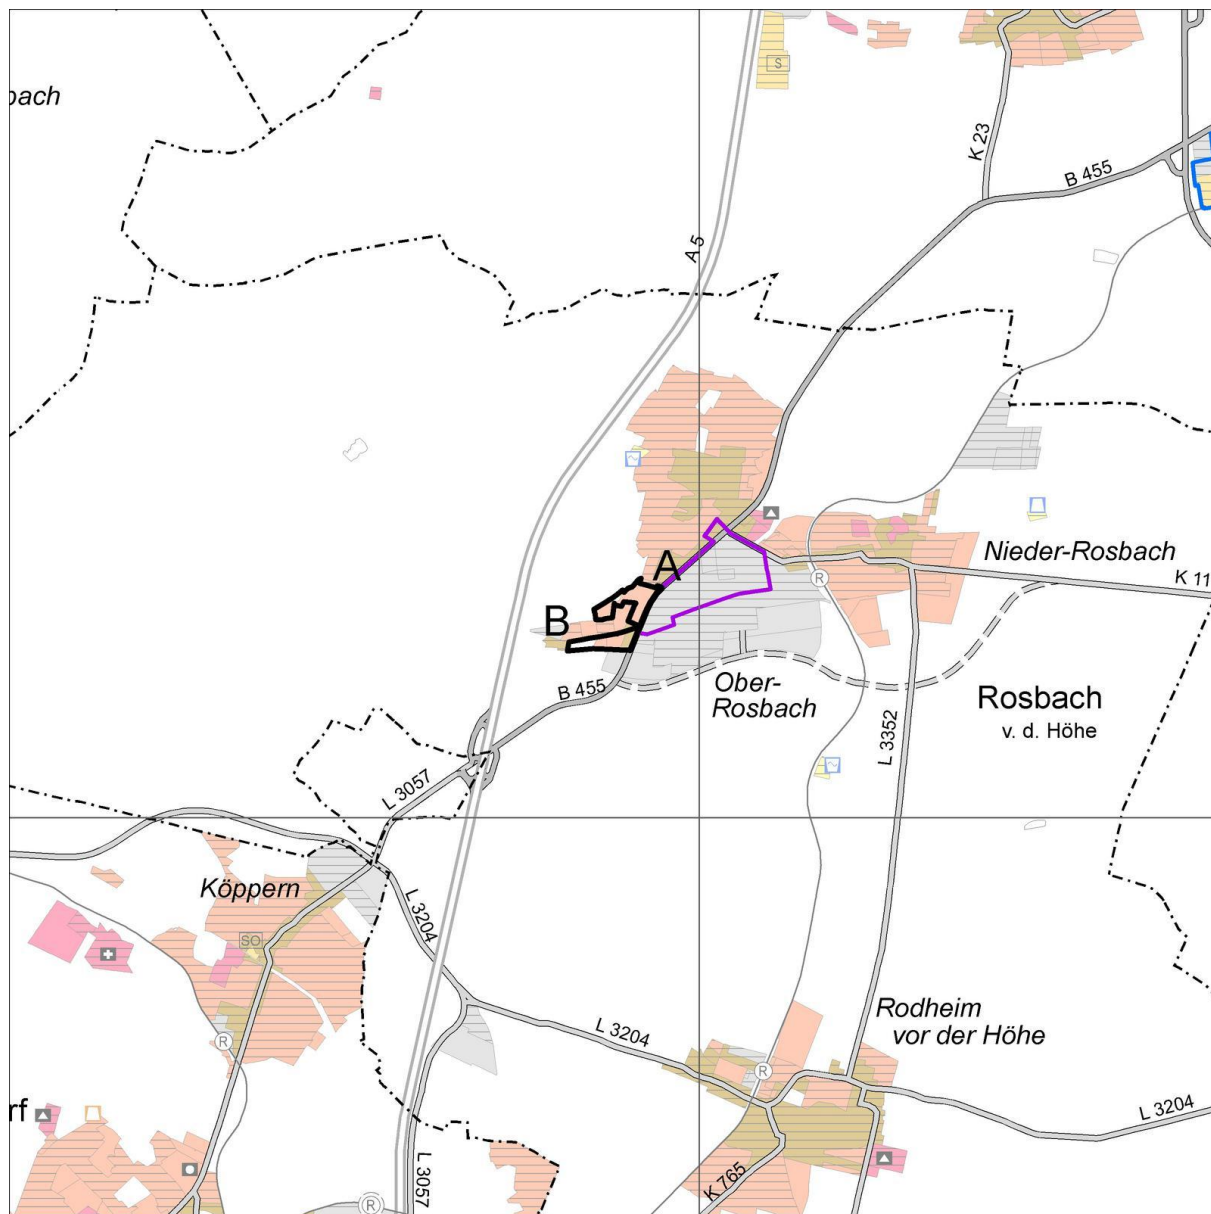 bach
S
K 23
B 455
A 5
Nieder-Rosbach
A
K 11
R
B
Ober-
Rosbach
B 455
Rosbach
v. d. Höhe
L 3352
L 3057
Köppern
L 3204
SO
Rodheim
vor der Höhe
L 3204
R
R
rf
L 3204
L 3057
K 765
R